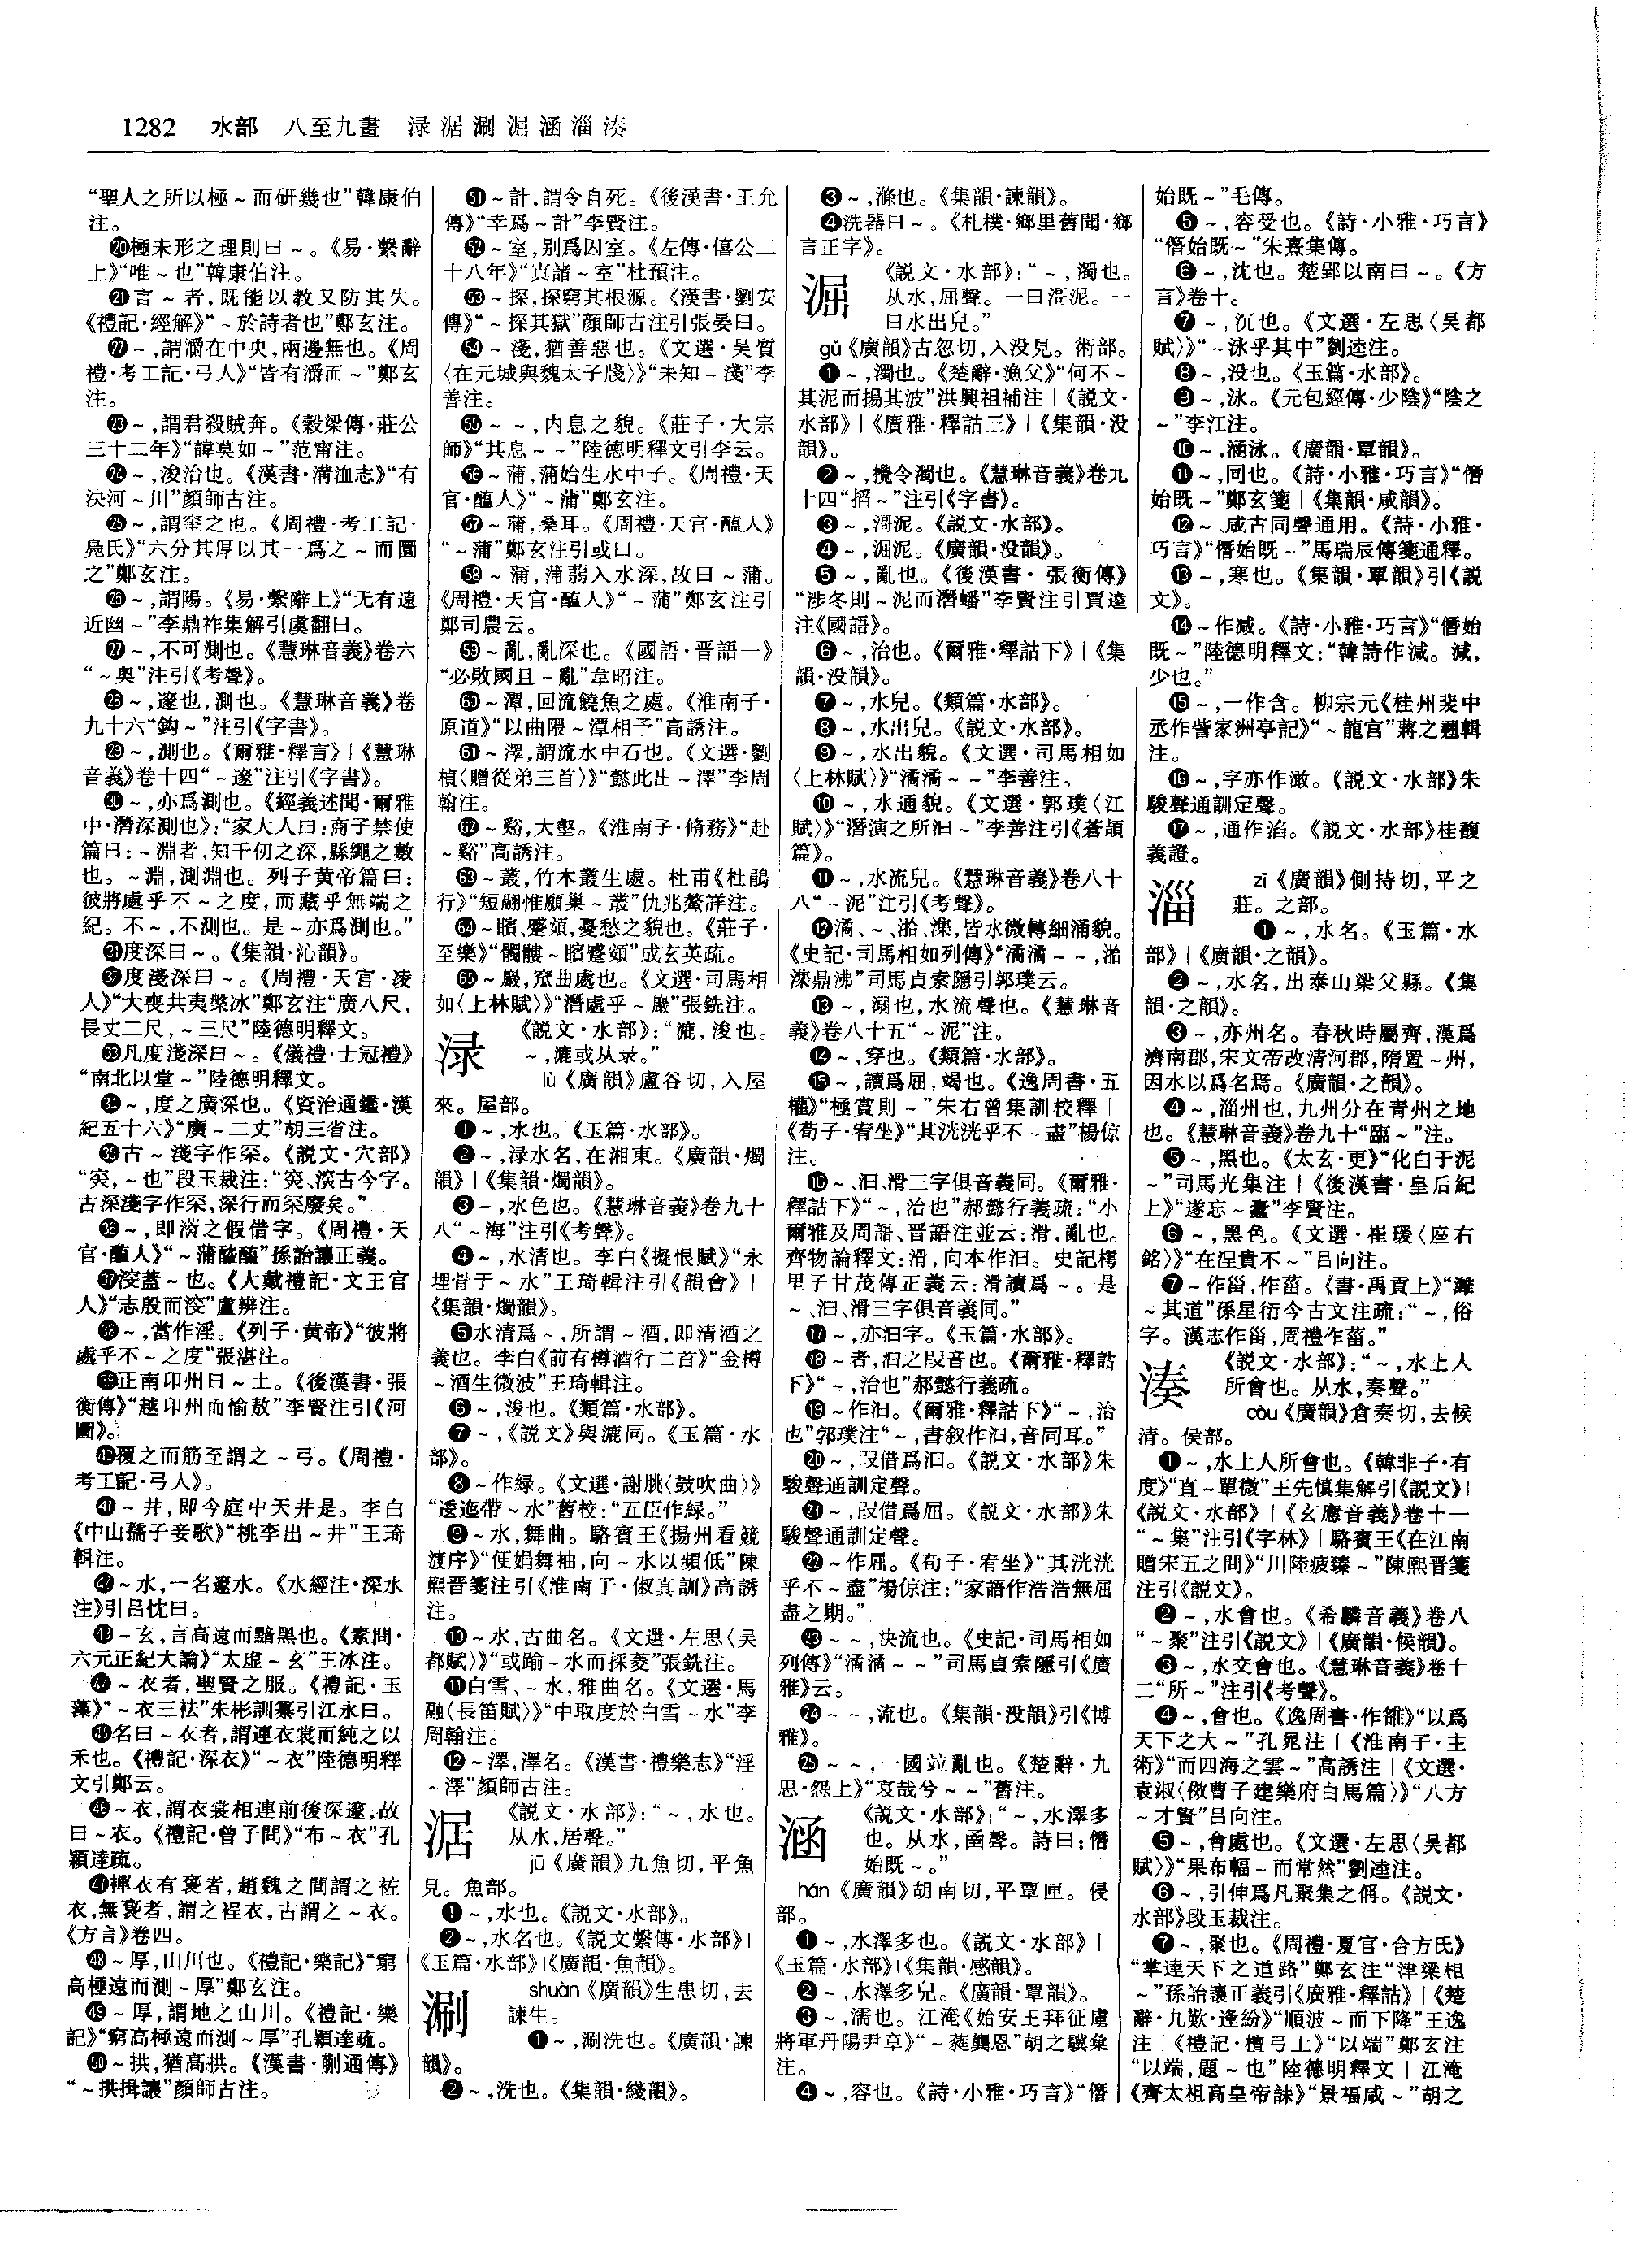 1282 水部 八至九畫 淥涺涮淈涵淄湊
“聖人之所以極～而研幾也”韓康伯
注。
⑳極未形之理則曰～。《易·繫辭
上》“唯～也”韓康伯注。
㉑言～者，既能以教又防其失。
《禮記·經解》“～於詩者也”鄭玄注。
㉒～，謂濡在中央，兩邊無也。《周
禮·考工記·弓人》“皆有濡而～”鄭玄
注。
㉓～，謂君殺賊奔。《穀梁傳·莊公
三十二年》“諱莫如～”范甯注。
㉔～，浚治也。《漢書·溝洫志》“有
決河～川”顏師古注。
㉕～，謂窐之也。《周禮·考工記·
鳧氏》“六分其厚以其一爲之～而圜
之”鄭玄注。
㉖～，謂陽。《易·繫辭上》“无有遠
近幽～”李鼎祚集解引虞翻曰。
㉗～，不可測也。《慧琳音義》卷六
“～奥”注引《考聲》。
㉘～，邃也，測也。《慧琳音義》卷
九十六“鈎～”注引《字書》。
㉙～，測也。《爾雅·釋言》|《慧琳
音義》卷十四“～邃”注引《字書》。
㉚～，亦爲測也。《經義述聞·爾雅
中·潛深測也》：“家大人曰：商子禁使
篇曰：～淵者，知千仞之深，縣繩之數
也。～淵，測淵也。列子黄帝篇曰：
彼將處乎不～之度，而藏乎無端之
紀。不～，不測也。是～亦爲測也。”
㉛度深曰～。《集韻·沁韻》。
㉜度淺深曰～。《周禮·天官·凌
人》“大喪共夷槃冰”鄭玄注“廣八尺，
長丈二尺，～三尺”陸德明釋文。
㉝凡度淺深曰～。《儀禮·士冠禮》
“南北以堂～”陸德明釋文。
㉞～，度之廣深也。《資治通鑑·漢
紀五十六》“廣～二丈”胡三省注。
㉟古～淺字作突。《説文·穴部》
“突，～也”段玉裁注：“突、湥古今字。
古深淺字作突，深行而突廢矣。”
㊱～，即湥之假借字。《周禮·天
官·醢人》“～蒲醓醢”孫詒讓正義。
㊲湥蓋～也。《大戴禮記·文王官
人》“志殷而湥”盧辨注。
㊳～，當作淫。《列子·黄帝》“彼將
處乎不～之度”張湛注。
㊴正南卬州曰～土。《後漢書·張
衡傳》“越卬州而愉敖”李賢注引《河
圖》。
㊵覆之而筋至謂之～弓。《周禮·
考工記·弓人》。
㊶～井，即今庭中天井是。李白
《中山孺子妾歌》“桃李出～井”王琦
輯注。
㊷～水，一名邃水。《水經注·深水
注》引吕忱曰。
㊸～玄，言高遠而黯黑也。《素問·
六元正紀大論》“太虚～玄”王冰注。
㊹～衣者，聖賢之服。《禮記·玉
藻》“～衣三袪”朱彬訓纂引江永曰。
㊺名曰～衣者，謂連衣裳而純之以
采也。《禮記·深衣》“～衣”陸德明釋
文引鄭云。
㊻～衣，謂衣裳相連前後深邃，故
曰～衣。《禮記·曾子問》“布～衣”孔
穎達疏。
㊼襌衣有袌者，趙魏之間謂之袏
衣，無袌者，謂之裎衣，古謂之～衣。
《方言》卷四。
㊽～厚，山川也。《禮記·樂記》“窮
高極遠而測～厚”鄭玄注。
㊾～厚，謂地之山川。《禮記·樂
記》“窮高極遠而測～厚”孔穎達疏。
㊿～拱，猶高拱。《漢書·蒯通傳》
“～拱揖讓”顏師古注。
51～計，謂令自死。《後漢書·王允
傳》“幸爲～計”李賢注。
52～室，别爲囚室。《左傳·僖公二
十八年》“寘諸～室”杜預注。
53～探，探窮其根源。《漢書·劉安
傳》“～探其獄”顏師古注引張晏曰。
54～淺，猶善惡也。《文選·吴質
〈在元城與魏太子牋〉》“未知～淺”李
善注。
55～～，内息之貌。《莊子·大宗
師》“其息～～”陸德明釋文引李云。
56～蒲，蒲始生水中子。《周禮·天
官·醢人》“～蒲”鄭玄注。
57～蒲，桑耳。《周禮·天官·醢人》
“～蒲”鄭玄注引或曰。
58～蒲，蒲蒻入水深，故曰～蒲。
《周禮·天官·醢人》“～蒲”鄭玄注引
鄭司農云。
59～亂，亂深也。《國語·晋語一》
“必敗國且～亂”韋昭注。
60～潭，回流饒魚之處。《淮南子·
原道》“以曲隈～潭相予”高誘注。
61～澤，謂流水中石也。《文選·劉
楨〈贈從弟三首〉》“懿此出～澤”李周
翰注。
62～谿，大壑。《淮南子·脩務》“赴
～谿”高誘注。
63～叢，竹木叢生處。杜甫《杜鵑
行》“短翮惟願巢～叢”仇兆鰲詳注。
64～矉、蹙頞，憂愁之貌也。《莊子·
至樂》“髑髏～矉蹙頞”成玄英疏。
65～巖，窊曲處也。《文選·司馬相
如〈上林賦〉》“潛處乎～巖”張銑注。
淥 《説文·水部》：“漉，浚也。
～，漉或从录。”
lù《廣韻》盧谷切，入屋
來。屋部。
❶～，水也。《玉篇·水部》。
❷～，渌水名，在湘東。《廣韻·燭
韻》|《集韻·燭韻》。
❸～，水色也。《慧琳音義》卷九十
八“～海”注引《考聲》。
❹～，水清也。李白《擬恨賦》“永
埋骨于～水”王琦輯注引《韻會》|
《集韻·燭韻》。
❺水清爲～，所謂～酒，即清酒之
義也。李白《前有樽酒行二首》“金樽
～酒生微波”王琦輯注。
❻～，浚也。《類篇·水部》。
❼～，《説文》與漉同。《玉篇·水
部》。
❽～作緑。《文選·謝朓〈鼓吹曲〉》
“逶迤帶～水”舊校：“五臣作緑。”
❾～水，舞曲。駱賓王《揚州看競
渡序》“便娟舞袖，向～水以頻低”陳
熙晋箋注引《淮南子·俶真訓》高誘
注。
❿～水，古曲名。《文選·左思〈吴
都賦〉》“或踰～水而採菱”張銑注。
⓫白雪、～水，雅曲名。《文選·馬
融〈長笛賦〉》“中取度於白雪～水”李
周翰注。
⓬～澤，澤名。《漢書·禮樂志》“淫
～澤”顏師古注。
涺 《説文·水部》：“～，水也。
从水，居聲。”
jū《廣韻》九魚切，平魚
見。魚部。
❶～，水也。《説文·水部》。
❷～，水名也。《説文繫傳·水部》|
《玉篇·水部》|《廣韻·魚韻》。
涮 shuàn《廣韻》生患切，去
諫生。
❶～，涮洗也。《廣韻·諫
韻》。
❷～，洗也。《集韻·綫韻》。
❸～，滌也。《集韻·諫韻》。
❹洗器曰～。《札樸·鄉里舊聞·鄉
言正字》。
淈 《説文·水部》：“～，濁也。
从水，屈聲。一曰滒泥。一
曰水出皃。”
gǔ《廣韻》古忽切，入没見。術部。
❶～，濁也。《楚辭·漁父》“何不～
其泥而揚其波”洪興祖補注|《説文·
水部》|《廣雅·釋詁三》|《集韻·没
韻》。
❷～，攪令濁也。《慧琳音義》卷九
十四“搯～”注引《字書》。
❸～，滒泥。《説文·水部》。
❹～，淈泥。《廣韻·没韻》。
❺～，亂也。《後漢書·張衡傳》
“涉冬則～泥而潛蟠”李賢注引賈逵
注《國語》。
❻～，治也。《爾雅·釋詁下》|《集
韻·没韻》。
❼～，水皃。《類篇·水部》。
❽～，水出皃。《説文·水部》。
❾～，水出貌。《文選·司馬相如
〈上林賦〉》“潏潏～～”李善注。
❿～，水通貌。《文選·郭璞〈江
賦〉》“潛演之所汩～”李善注引《蒼頡
篇》。
⓫～，水流皃。《慧琳音義》卷八十
八“～泥”注引《考聲》。
⓬潏、～、湁、潗，皆水微轉細涌貌。
《史記·司馬相如列傳》“潏潏～～，湁
潗鼎沸”司馬貞索隱引郭璞云。
⓭～，溺也，水流聲也。《慧琳音
義》卷八十五“～泥”注。
⓮～，穿也。《類篇·水部》。
⓯～，讀爲屈，竭也。《逸周書·五
權》“極賞則～”朱右曾集訓校釋|
《荀子·宥坐》“其洸洸乎不～盡”楊倞
注。
⓰～、汩、滑三字俱音義同。《爾雅·
釋詁下》“～，治也”郝懿行義疏：“小
爾雅及周語、晋語注並云：滑，亂也。
齊物論釋文：滑，向本作汩。史記樗
里子甘茂傳正義云：滑讀爲～。是
～、汩、滑三字俱音義同。”
⓱～，亦汩字。《玉篇·水部》。
⓲～者，汩之叚音也。《爾雅·釋詁
下》“～，治也”郝懿行義疏。
⓳～作汩。《爾雅·釋詁下》“～，治
也”郭璞注“～，書叙作汩，音同耳。”
⓴～，叚借爲汩。《説文·水部》朱
駿聲通訓定聲。
㉑～，叚借爲屈。《説文·水部》朱
駿聲通訓定聲。
㉒～作屈。《荀子·宥坐》“其洸洸
乎不～盡”楊倞注：“家語作浩浩無屈
盡之期。”
㉓～～，決流也。《史記·司馬相如
列傳》“潏潏～～”司馬貞索隱引《廣
雅》云。
㉔～～，流也。《集韻·没韻》引《博
雅》。
㉕～～，一國竝亂也。《楚辭·九
思·怨上》“哀哉兮～～”舊注。
涵 《説文·水部》：“～，水澤多
也。从水，圅聲。詩曰：僭
始既～。”
hán《廣韻》胡南切，平覃匣。侵
部。
❶～，水澤多也。《説文·水部》|
《玉篇·水部》|《集韻·感韻》。
❷～，水澤多皃。《廣韻·覃韻》。
❸～，濡也。江淹《始安王拜征虜
將軍丹陽尹章》“～蕤龔恩”胡之驥彙
注。
❹～，容也。《詩·小雅·巧言》“僭
始既～”毛傳。
❺～，容受也。《詩·小雅·巧言》
“僭始既～”朱熹集傳。
❻～，沈也。楚郢以南曰～。《方
言》卷十。
❼～，沉也。《文選·左思〈吴都
賦〉》“～泳乎其中”劉逵注。
❽～，没也。《玉篇·水部》。
❾～，泳。《元包經傳·少陰》“陰之
～”李江注。
❿～，涵泳。《廣韻·覃韻》。
⓫～，同也。《詩·小雅·巧言》“僭
始既～”鄭玄箋|《集韻·咸韻》。
⓬～、咸古同聲通用。《詩·小雅·
巧言》“僭始既～”馬瑞辰傳箋通釋。
⓭～，寒也。《集韻·覃韻》引《説
文》。
⓮～作減。《詩·小雅·巧言》“僭始
既～”陸德明釋文：“韓詩作減。減，
少也。”
⓯～，一作含。柳宗元《桂州裴中
丞作訾家洲亭記》“～龍宫”蔣之翹輯
注。
⓰～，字亦作澉。《説文·水部》朱
駿聲通訓定聲。
⓱～，通作淊。《説文·水部》桂馥
義證。
淄 zī《廣韻》側持切，平之
莊。之部。
❶～，水名。《玉篇·水
部》|《廣韻·之韻》。
❷～，水名，出泰山梁父縣。《集
韻·之韻》。
❸～，亦州名。春秋時屬齊，漢爲
濟南郡，宋文帝改清河郡，隋置～州，
因水以爲名焉。《廣韻·之韻》。
❹～，淄州也，九州分在青州之地
也。《慧琳音義》卷九十“臨～”注。
❺～，黑也。《太玄·更》“化白于泥
～”司馬光集注|《後漢書·皇后紀
上》“遂忘～蠹”李賢注。
❻～，黑色。《文選·崔瑗〈座右
銘〉》“在涅貴不～”吕向注。
❼～作甾，作菑。《書·禹貢上》“濰
～其道”孫星衍今古文注疏：“～，俗
字。漢志作甾，周禮作菑。”
湊 《説文·水部》：“～，水上人
所會也。从水，奏聲。”
còu《廣韻》倉奏切，去候
清。侯部。
❶～，水上人所會也。《韓非子·有
度》“直～單微”王先慎集解引《説文》|
《説文·水部》|《玄應音義》卷十一
“～集”注引《字林》|駱賓王《在江南
贈宋五之問》“川陸疲臻～”陳熙晋箋
注引《説文》。
❷～，水會也。《希麟音義》卷八
“～聚”注引《説文》|《廣韻·候韻》。
❸～，水交會也。《慧琳音義》卷十
二“所～”注引《考聲》。
❹～，會也。《逸周書·作雒》“以爲
天下之大～”孔晁注|《淮南子·主
術》“而四海之雲～”高誘注|《文選·
袁淑〈倣曹子建樂府白馬篇〉》“八方
～才賢”吕向注。
❺～，會處也。《文選·左思〈吴都
賦〉》“果布輻～而常然”劉逵注。
❻～，引伸爲凡聚集之偁。《説文·
水部》段玉裁注。
❼～，聚也。《周禮·夏官·合方氏》
“掌達天下之道路”鄭玄注“津梁相
～”孫詒讓正義引《廣雅·釋詁》|《楚
辭·九歎·逢紛》“順波～而下降”王逸
注|《禮記·檀弓上》“以端”鄭玄注
“以端，題～也”陸德明釋文|江淹
《齊太祖高皇帝誄》“景福咸～”胡之